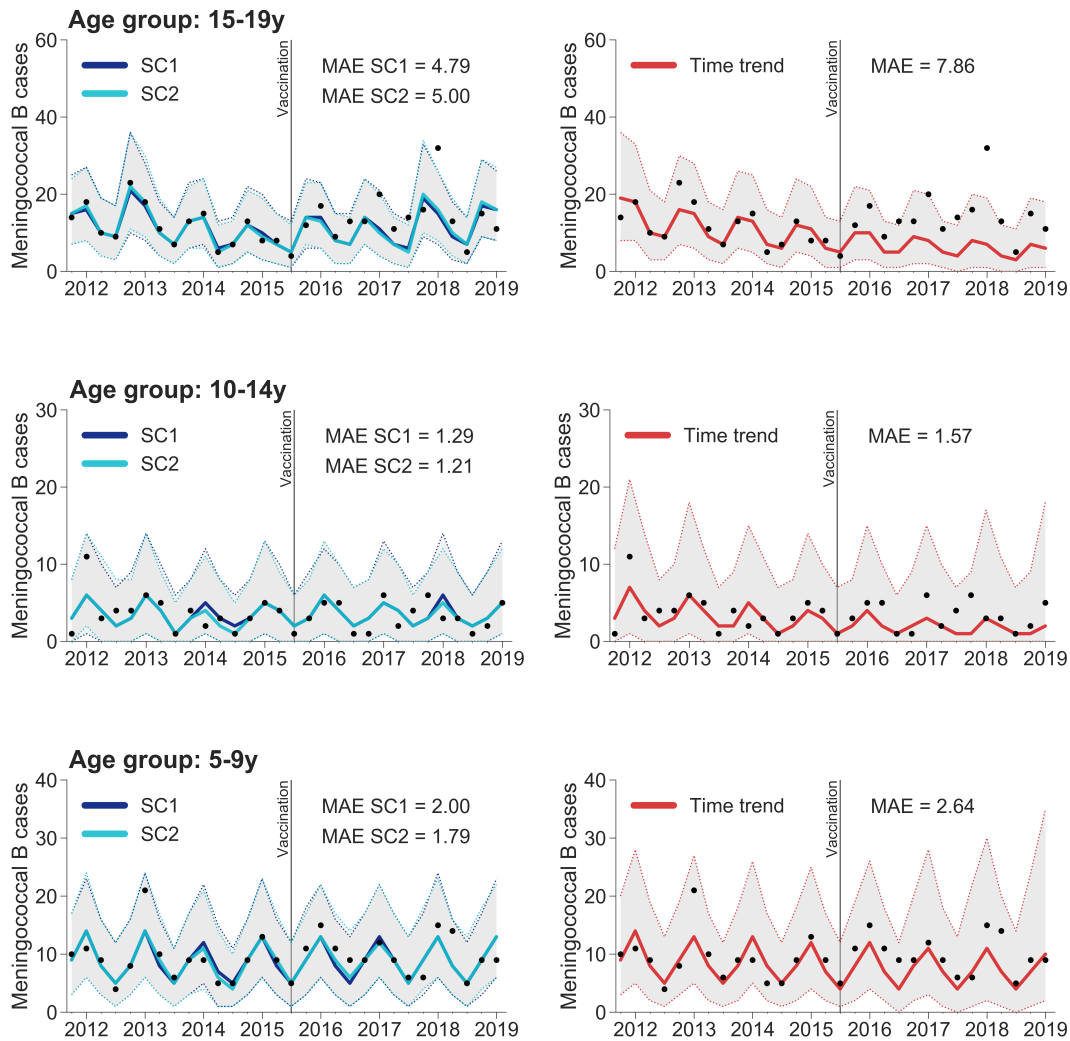 Age group: 15-19y
Meningococcal B cases
60
40
20
0
SC1
SC2
Vaccination
MAE SC1 = 4.79
MAE SC2 = 5.00
2012 2013 2014 2015 2016 2017 2018 2019
Meningococcal B cases
60
40
20
0
Time trend
Vaccination
MAE = 7.86
2012 2013 2014 2015 2016 2017 2018 2019
Age group: 10-14y
Meningococcal B cases
30
20
10
0
SC1
SC2
Vaccination
MAE SC1 = 1.29
MAE SC2 = 1.21
2012 2013 2014 2015 2016 2017 2018 2019
Meningococcal B cases
30
20
10
0
Time trend
Vaccination
MAE = 1.57
2012 2013 2014 2015 2016 2017 2018 2019
Age group: 5-9y
Meningococcal B cases
40
30
20
10
0
SC1
SC2
Vaccination
MAE SC1 = 2.00
MAE SC2 = 1.79
2012 2013 2014 2015 2016 2017 2018 2019
Meningococcal B cases
40
30
20
10
0
Time trend
Vaccination
MAE = 2.64
2012 2013 2014 2015 2016 2017 2018 2019